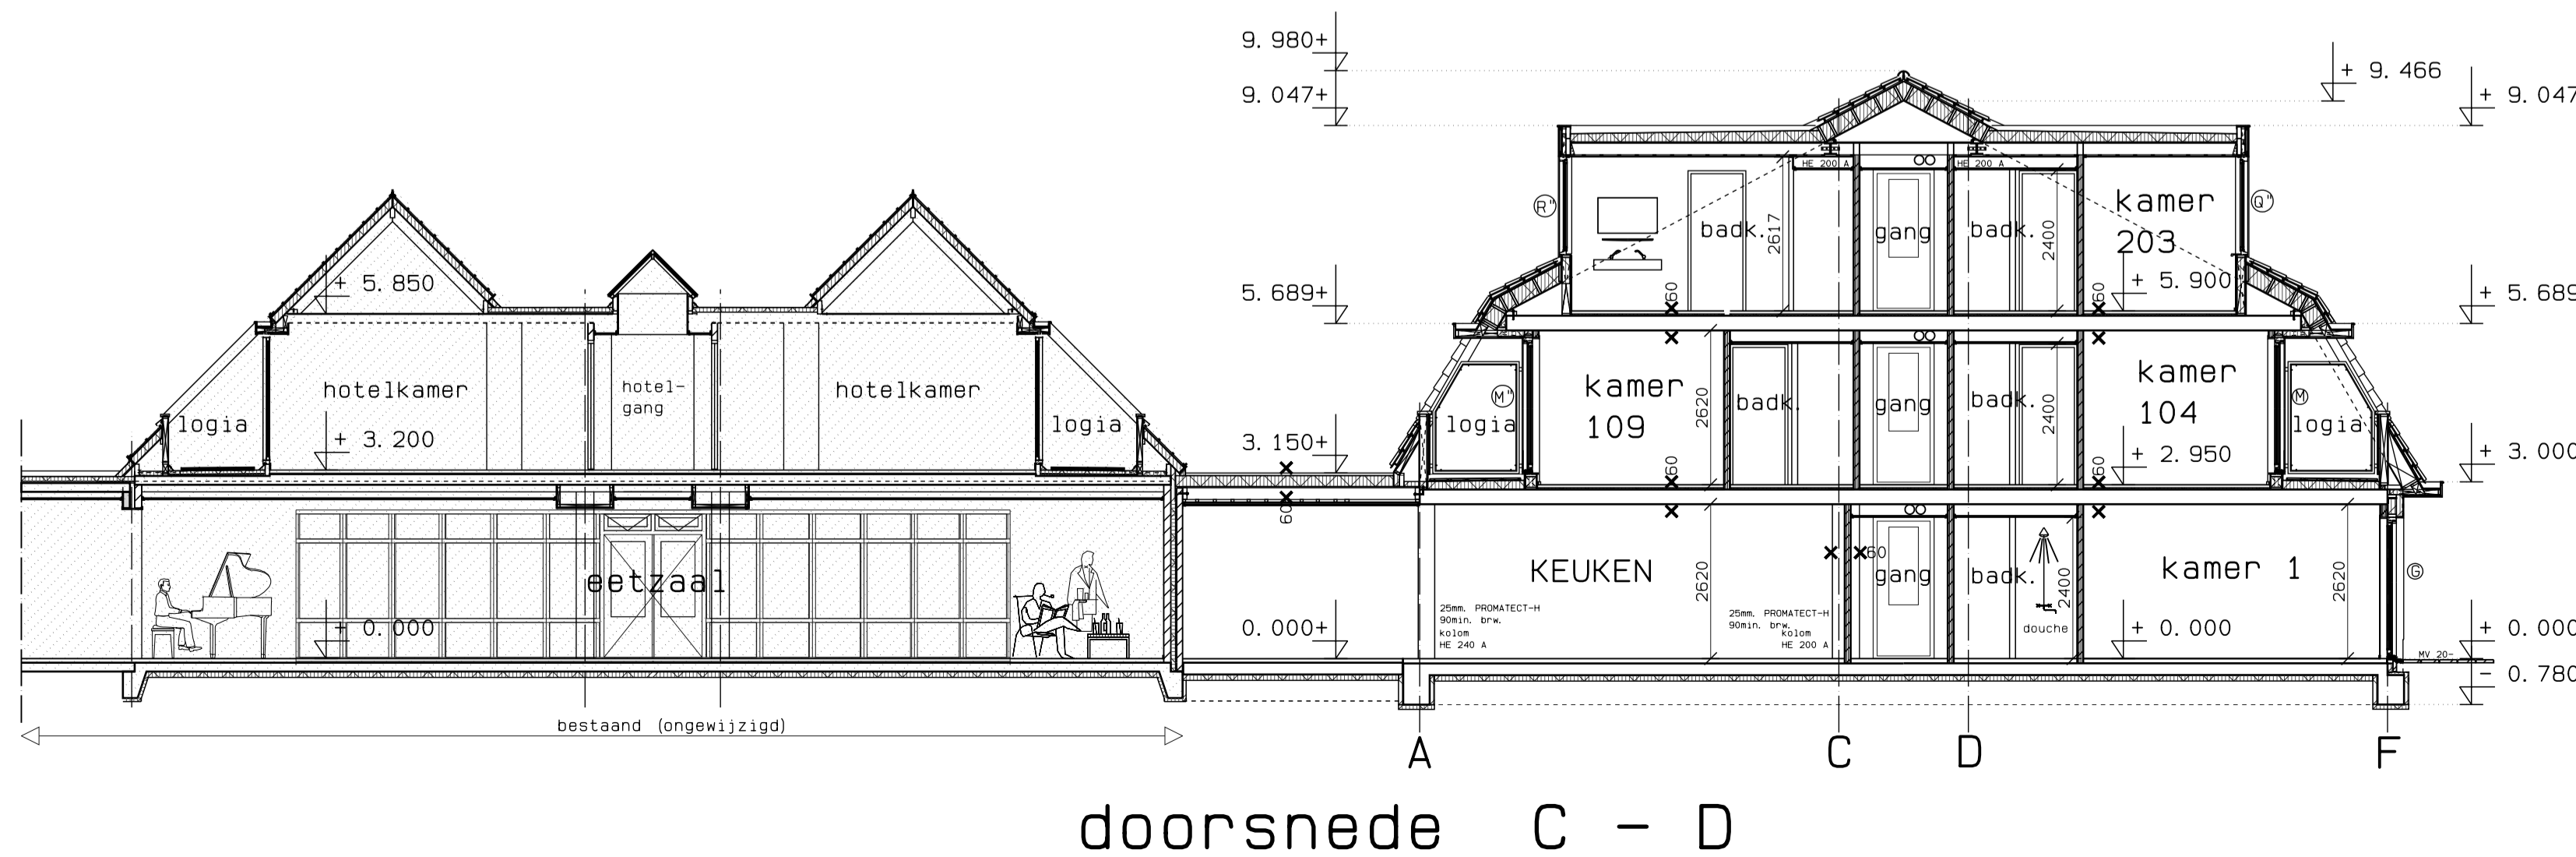 9. 980+
9. 047+
+ 9. 466
+ 9. 047
HE 200 A
HE 200 A
R"
badk.
2617
gang
badk.
2400
kamer
203
Q"
+ 5. 850
5. 689+
60
60
+ 5. 900
+ 5. 689
hotelkamer
hotel-
gang
hotelkamer
logia
logia
+ 3. 200
3. 150+
M"
logia
kamer
109
2620
badk.
gang
badk.
2400
kamer
104
M
logia
60
60
+ 2. 950
+ 3. 000
60
eetzaal
KEUKEN
2620
60
gang
badk.
2400
douche
kamer 1
2620
G
25mm. PROMATECT-H
90min. brw.
kolom
HE 240 A
25mm. PROMATECT-H
90min. brw.
kolom
HE 200 A
+ 0.000
0. 000+
+ 0. 000
+ 0. 000
MV 20-
- 0. 780
bestaand (ongewijzigd)
A
C
D
F
doorsnede C - D